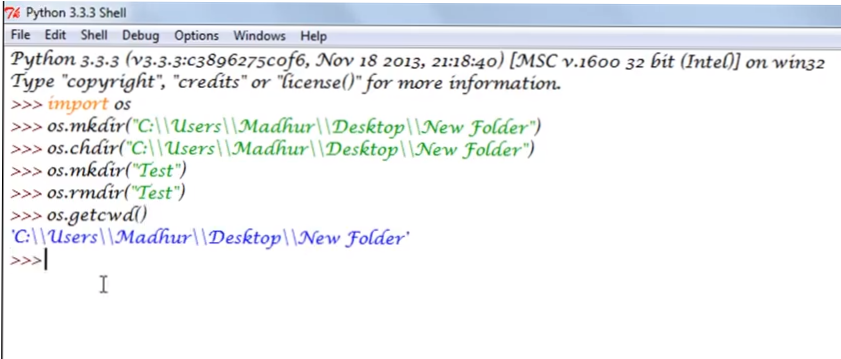 Python 3.3.3 Shell
File Edit Shell Debug Options Windows Help
Python 3.3.3 (v3.3.3:c3896275c0f6, Nov 18 2013, 21:18:40) [MSC v.1600 32 bit (Intel)] on win32
Type "copyright", "credits" or "license()" for more information.
>>> import os
>>> os.mkdir("C:\\Users\\Madhur\\Desktop\\New Folder")
>>> os.chdir("C:\\Users\\Madhur\\Desktop\\New Folder")
>>> os.mkdir("Test")
>>> os.rmdir("Test")
>>> os.getcwd()
'C:\\Users\\Madhur\\Desktop\\New Folder'
>>>